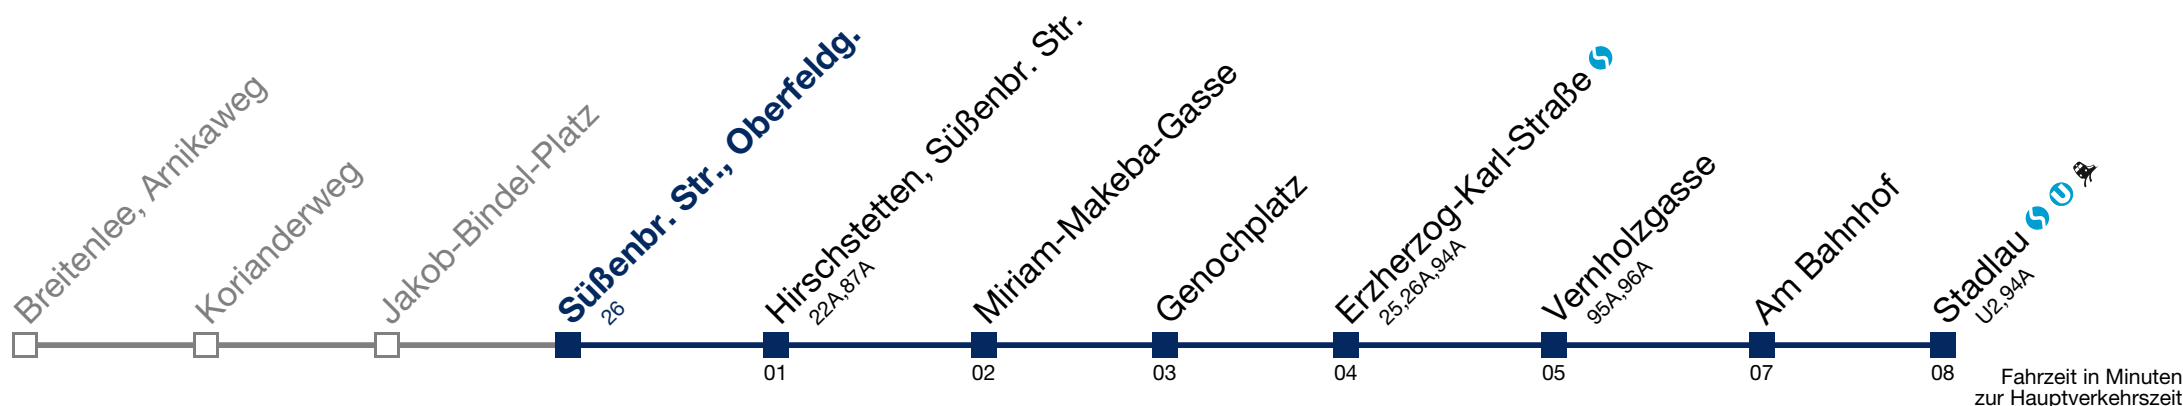 Breitenlee, Arnikaweg
Korianderweg
Jakob-Bindel-Platz
Süßenbr. Str., Oberfeldg.
26
Hirschstetten, Süßenbr. Str.
22A,87A
01
Miriam-Makeba-Gasse
02
Genochplatz
03
Erzherzog-Karl-Straße S
25,26A,94A
04
Vernholzgasse
95A,96A
05
Am Bahnhof
07
Stadlau S U
U2,94A
08
Fahrzeit in Minuten
zur Hauptverkehrszeit